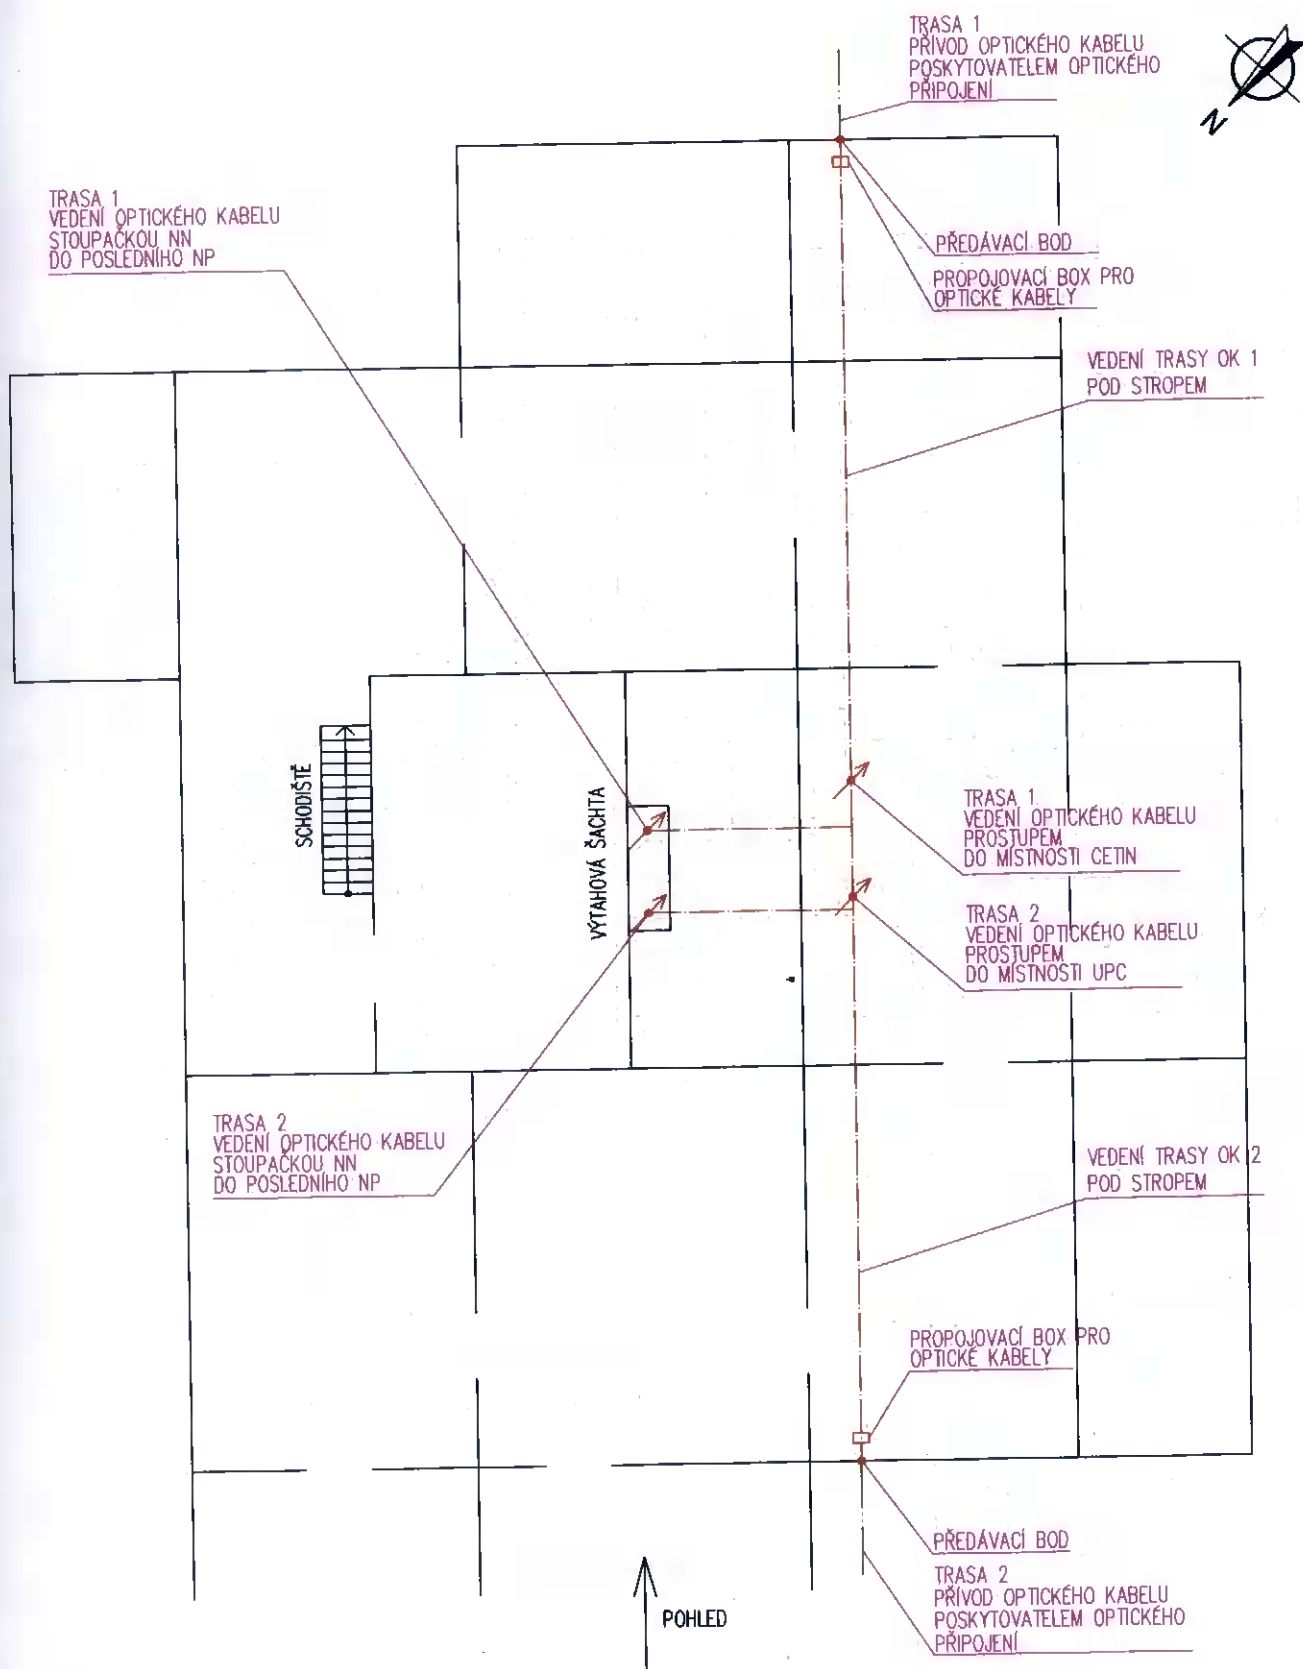 TRASA 1
PŘÍVOD OPTICKÉHO KABELU
POSKYTOVATELEM OPTICKÉHO
PŘIPOJENÍ
N
TRASA 1
VEDENÍ OPTICKÉHO KABELU
STOUPAČKOU NN
DO POSLEDNÍHO NP
PŘEDÁVACÍ BOD
PROPOJOVACÍ BOX PRO
OPTICKÉ KABELY
VEDENÍ TRASY OK 1
POD STROPEM
SCHODIŠTĚ
VÝTAHOVÁ ŠACHTA
TRASA 1
VEDENÍ OPTICKÉHO KABELU
PROSTUPEM
DO MÍSTNOSTI CETIN
TRASA 2
VEDENÍ OPTICKÉHO KABELU
PROSTUPEM
DO MÍSTNOSTI UPC
TRASA 2
VEDENÍ OPTICKÉHO KABELU
STOUPAČKOU NN
DO POSLEDNÍHO NP
VEDENÍ TRASY OK 2
POD STROPEM
PROPOJOVACÍ BOX PRO
OPTICKÉ KABELY
PŘEDÁVACÍ BOD
TRASA 2
PŘÍVOD OPTICKÉHO KABELU
POSKYTOVATELEM OPTICKÉHO
PŘIPOJENÍ
POHLED